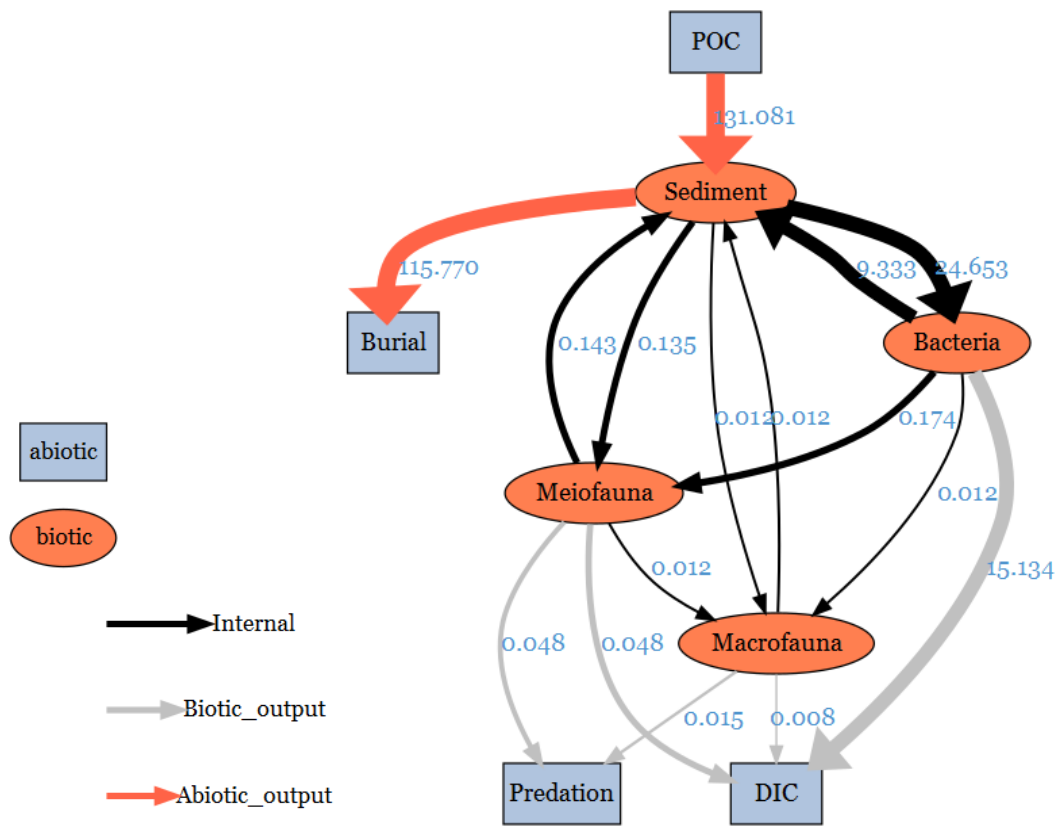 POC
131.081
Sediment
115.770
9.333
24.653
Burial
0.143
0.135
Bacteria
0.012
0.012
0.174
abiotic
Meiofauna
0.012
biotic
0.012
15.134
Internal
0.048
0.048
Macrofauna
Biotic_output
0.015
0.008
Abiotic_output
Predation
DIC